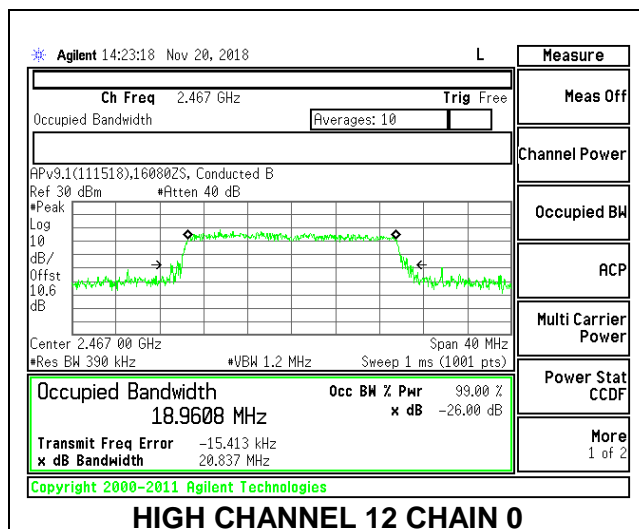 Agilent 14:23:18 Nov 20, 2018 L Measure
Ch Freq 2.467 GHz Trig Free
Occupied Bandwidth Averages: 10
APv9.1(111518),16080ZS, Conducted B
Ref 30 dBm #Atten 40 dB
#Peak
Log
10
dB/
Offst
10.6
dB
Center 2.467 00 GHz Span 40 MHz
#Res BW 390 kHz #VBW 1.2 MHz Sweep 1 ms (1001 pts)
Occupied Bandwidth Occ BW % Pwr 99.00 %
18.9608 MHz x dB -26.00 dB
Transmit Freq Error -15.413 kHz
x dB Bandwidth 20.837 MHz
Copyright 2000-2011 Agilent Technologies
Meas Off
Channel Power
Occupied BW
ACP
Multi Carrier
Power
Power Stat
CCDF
More
1 of 2
HIGH CHANNEL 12 CHAIN 0